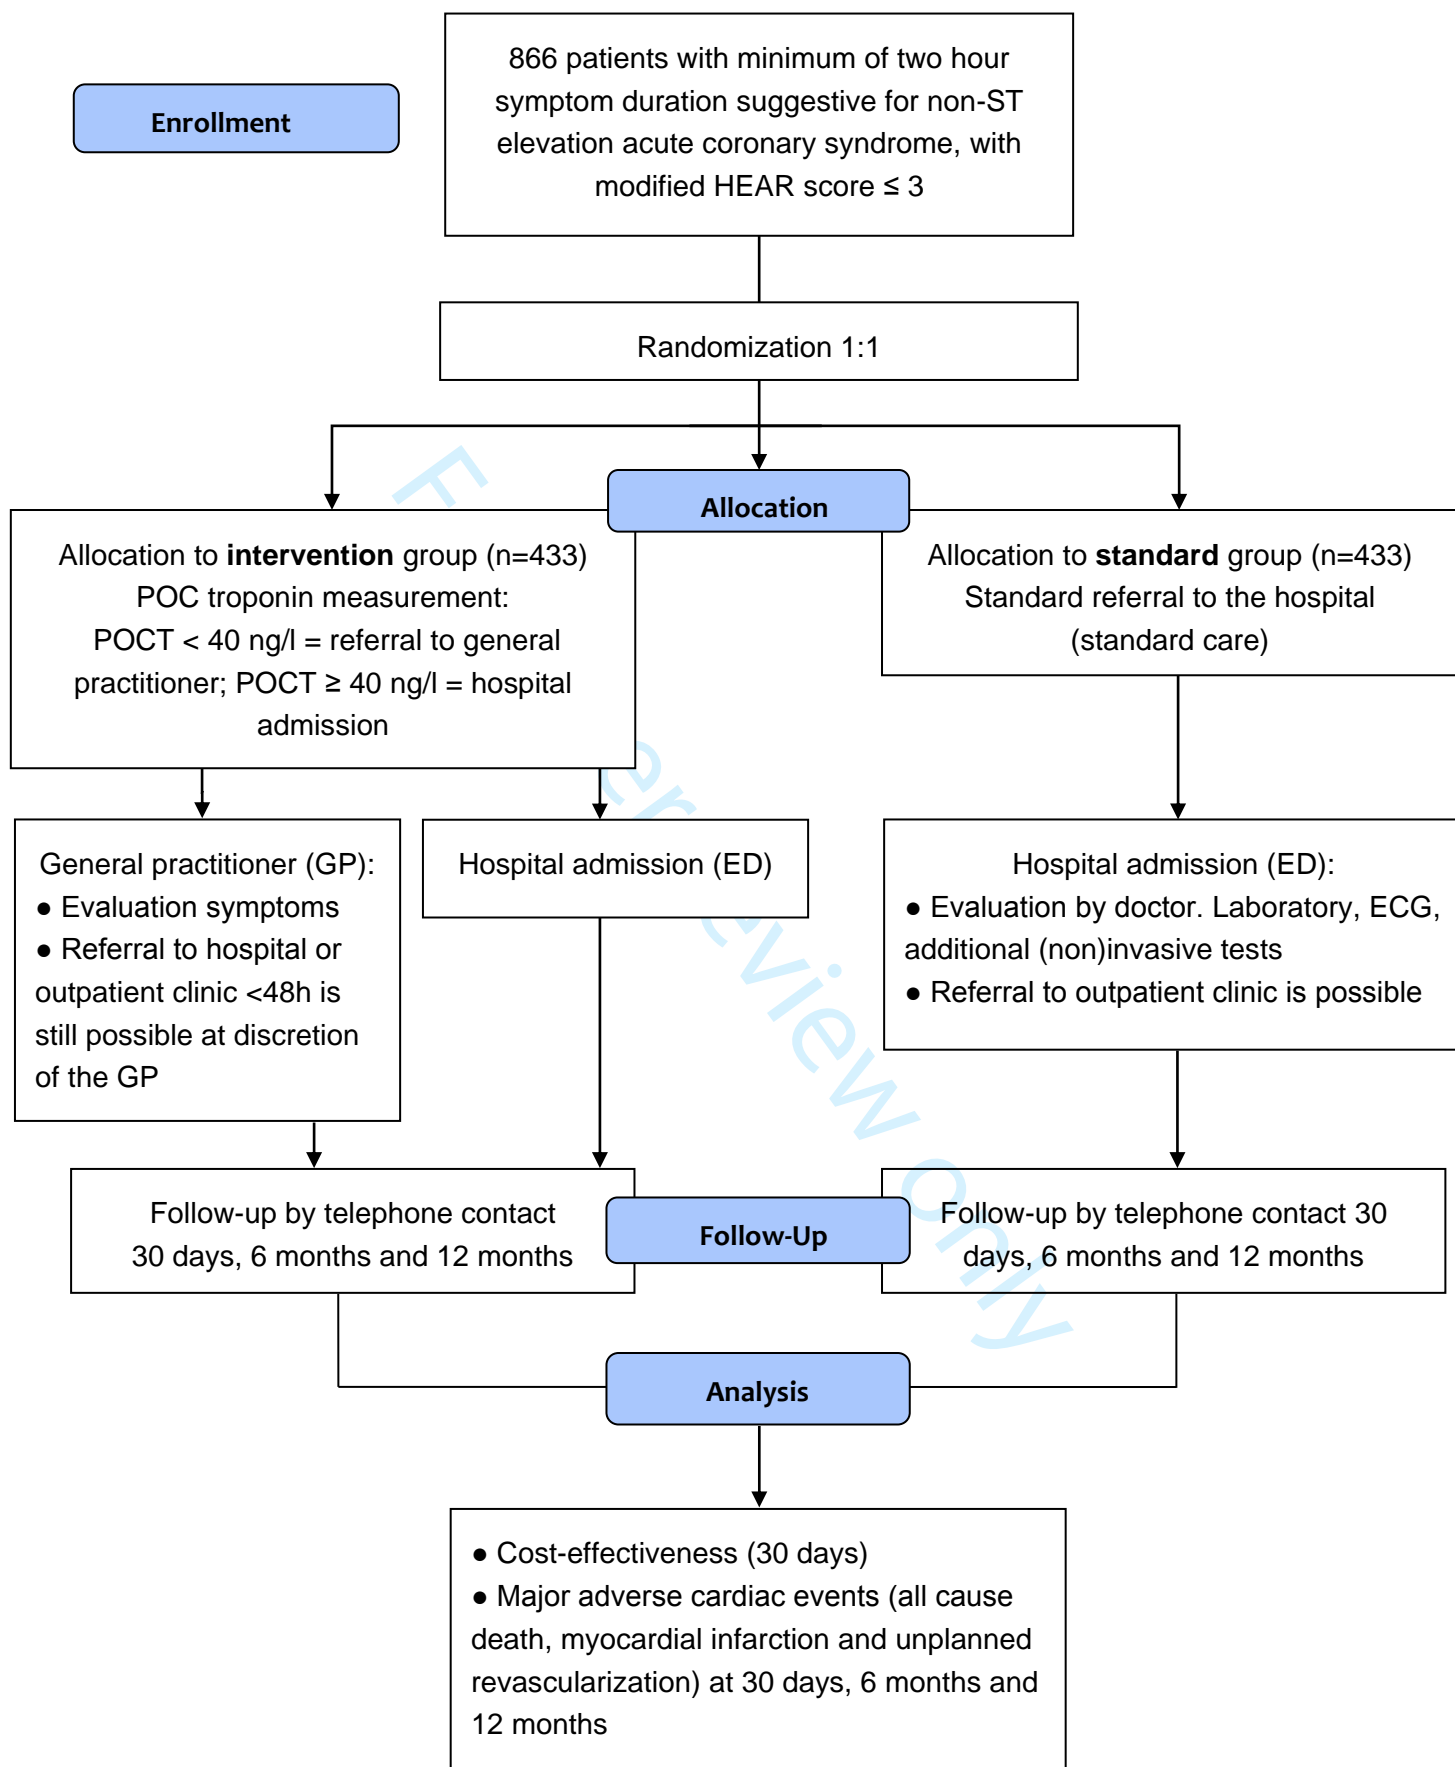 866 patients with minimum of two hour
symptom duration suggestive for non-ST
elevation acute coronary syndrome, with
modified HEAR score ≤ 3
Enrollment
Randomization 1:1
Allocation
Allocation to intervention group (n=433)
POC troponin measurement:
POCT < 40 ng/l = referral to general
practitioner; POCT ≥ 40 ng/l = hospital
admission
Allocation to standard group (n=433)
Standard referral to the hospital
(standard care)
General practitioner (GP):
● Evaluation symptoms
● Referral to hospital or
outpatient clinic <48h is
still possible at discretion
of the GP
Hospital admission (ED)
Hospital admission (ED):
● Evaluation by doctor. Laboratory, ECG,
additional (non)invasive tests
● Referral to outpatient clinic is possible
Follow-up by telephone contact
30 days, 6 months and 12 months
Follow-Up
Follow-up by telephone contact 30
days, 6 months and 12 months
Analysis
● Cost-effectiveness (30 days)
● Major adverse cardiac events (all cause
death, myocardial infarction and unplanned
revascularization) at 30 days, 6 months and
12 months